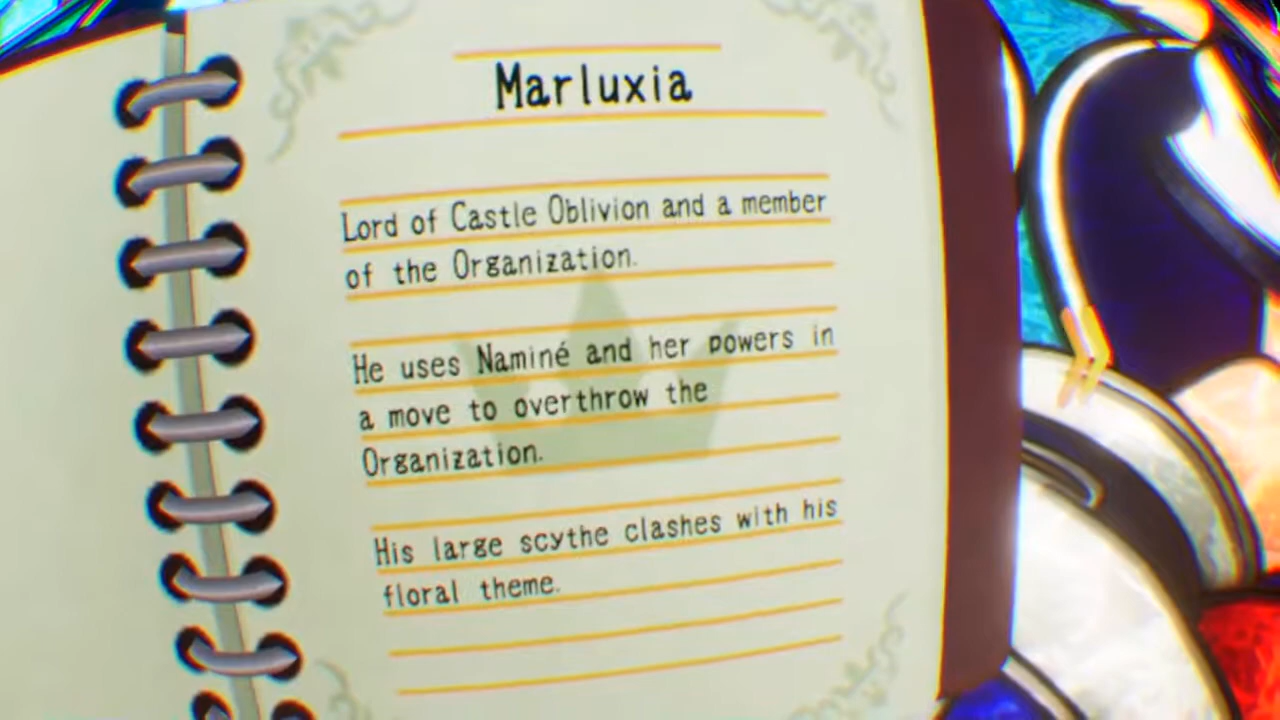 Marluxia
Lord of Castle Oblivion and a member
of the Organization.
He uses Naminé and her powers in
a move to overthrow the
Organization.
His large scythe clashes with his
floral theme.